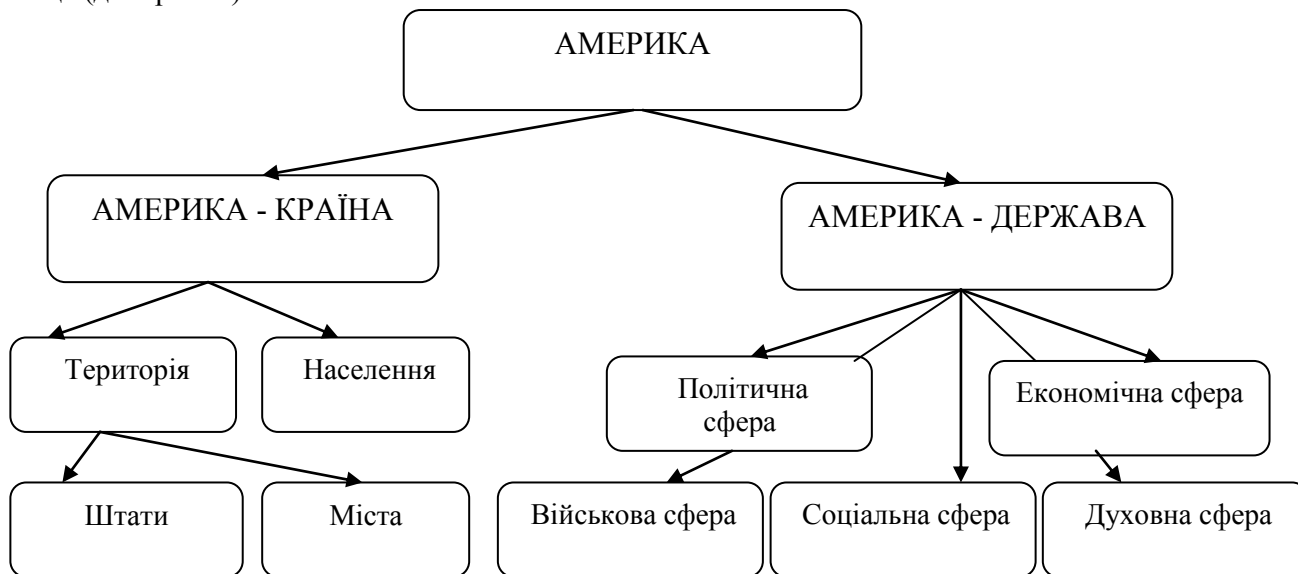 АМЕРИКА
АМЕРИКА - КРАЇНА
АМЕРИКА - ДЕРЖАВА
Територія
Населення
Політична
сфера
Економічна сфера
Штати
Міста
Військова сфера
Соціальна сфера
Духовна сфера